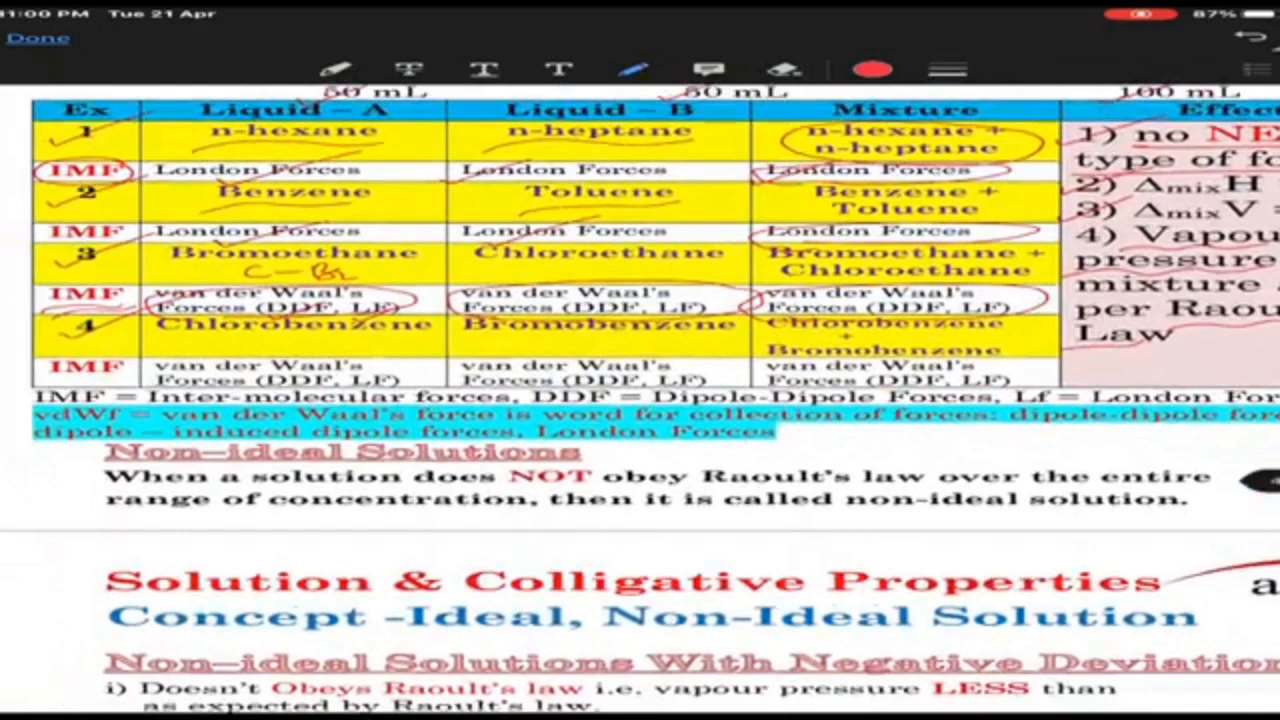 11:00 PM Tue 21 Apr
87%
Done
50 mL 50 mL 100 mL
Ex Liquid – A Liquid – B Mixture Effec
1 n-hexane n-heptane n-hexane + n-heptane
IMF London Forces London Forces London Forces
2 Benzene Toluene Benzene + Toluene
IMF London Forces London Forces London Forces
3 Bromoethane Chloroethane Bromoethane + Chloroethane
C – Br
IMF van der Waal's Forces (DDF, LF) van der Waal's Forces (DDF, LF) van der Waal's Forces (DDF, LF)
4 Chlorobenzene Bromobenzene Chlorobenzene + Bromobenzene
IMF van der Waal's Forces (DDF, LF) van der Waal's Forces (DDF, LF) van der Waal's Forces (DDF, LF)
1) no NE
type of fo
2) ΔmixH
3) ΔmixV =
4) Vapou
pressure
mixture
per Raou
Law
IMF = Inter-molecular forces, DDF = Dipole-Dipole Forces, Lf = London For
vdWf = van der Waal's force is word for collection of forces: dipole-dipole for
dipole – induced dipole forces, London Forces
Non-ideal Solutions
When a solution does NOT obey Raoult's law over the entire
range of concentration, then it is called non-ideal solution.
Solution & Colligative Properties
a
Concept -Ideal, Non-Ideal Solution
Non-ideal Solutions With Negative Deviation
i) Doesn't Obeys Raoult's law i.e. vapour pressure LESS than
as expected by Raoult's law.